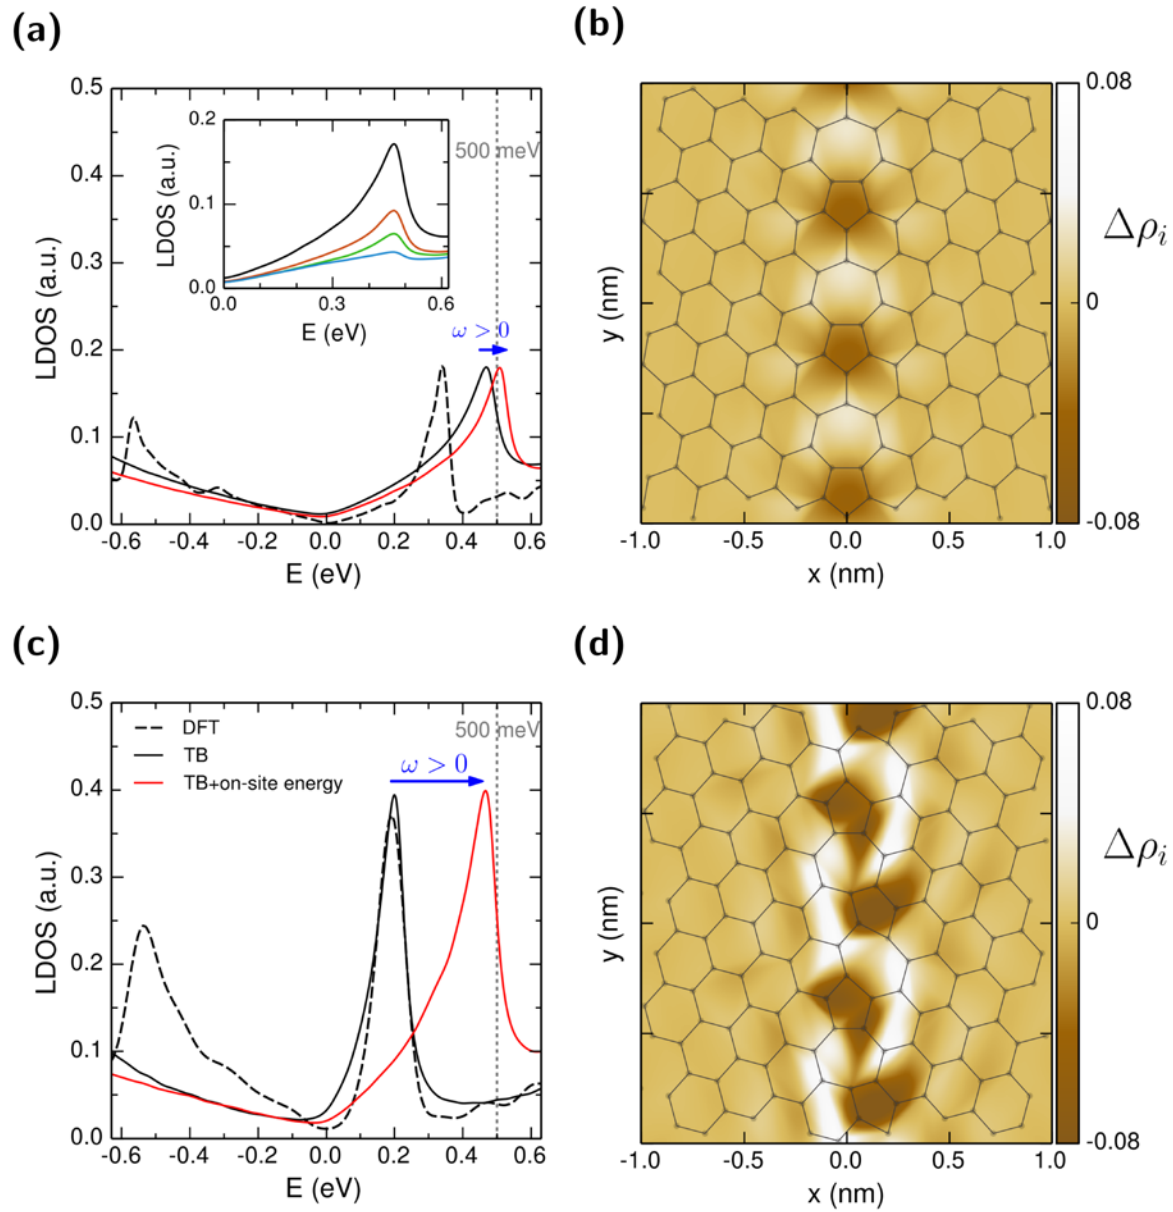 (a)
0.5
0.4
0.3
0.2
0.1
0.0
LDOS (a.u.)
-0.6 -0.4 -0.2 0.0 0.2 0.4 0.6
E (eV)
0.2
0.1
0.0
LDOS (a.u.)
0.0 0.3 0.6
E (eV)
500 meV
ω > 0
(b)
y (nm)
-1.0 -0.5 0.0 0.5 1.0
x (nm)
0.08
0
-0.08
Δρi
(c)
0.5
0.4
0.3
0.2
0.1
0.0
LDOS (a.u.)
-0.6 -0.4 -0.2 0.0 0.2 0.4 0.6
E (eV)
DFT
TB
TB+on-site energy
500 meV
ω > 0
(d)
y (nm)
-1.0 -0.5 0.0 0.5 1.0
x (nm)
0.08
0
-0.08
Δρi